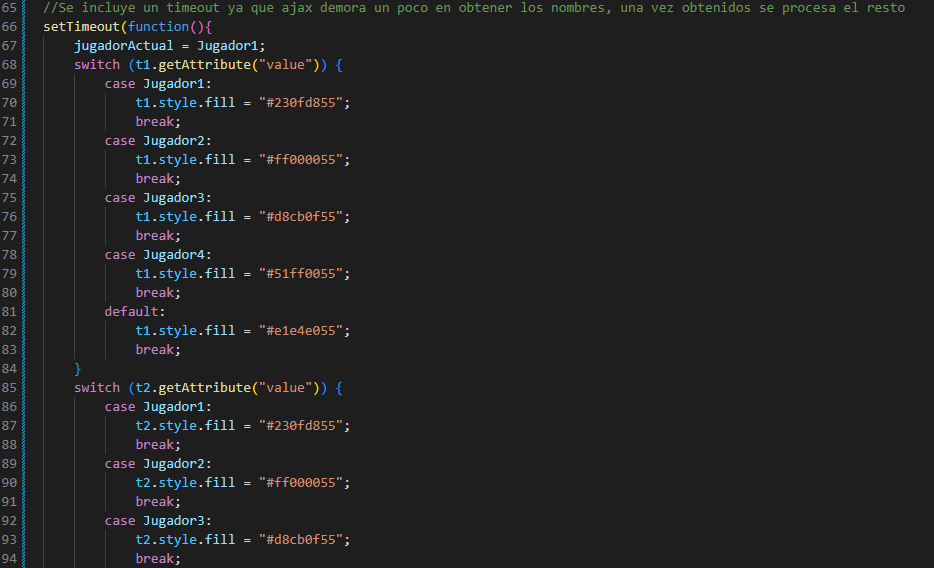 65 //Se incluye un timeout ya que ajax demora un poco en obtener los nombres, una vez obtenidos se procesa el resto
66 setTimeout(function(){
67 jugadorActual = Jugador1;
68 switch (t1.getAttribute("value")) {
69 case Jugador1:
70 t1.style.fill = "#230fd855";
71 break;
72 case Jugador2:
73 t1.style.fill = "#ff000055";
74 break;
75 case Jugador3:
76 t1.style.fill = "#d8cb0f55";
77 break;
78 case Jugador4:
79 t1.style.fill = "#51ff0055";
80 break;
81 default:
82 t1.style.fill = "#e1e4e055";
83 break;
84 }
85 switch (t2.getAttribute("value")) {
86 case Jugador1:
87 t2.style.fill = "#230fd855";
88 break;
89 case Jugador2:
90 t2.style.fill = "#ff000055";
91 break;
92 case Jugador3:
93 t2.style.fill = "#d8cb0f55";
94 break;